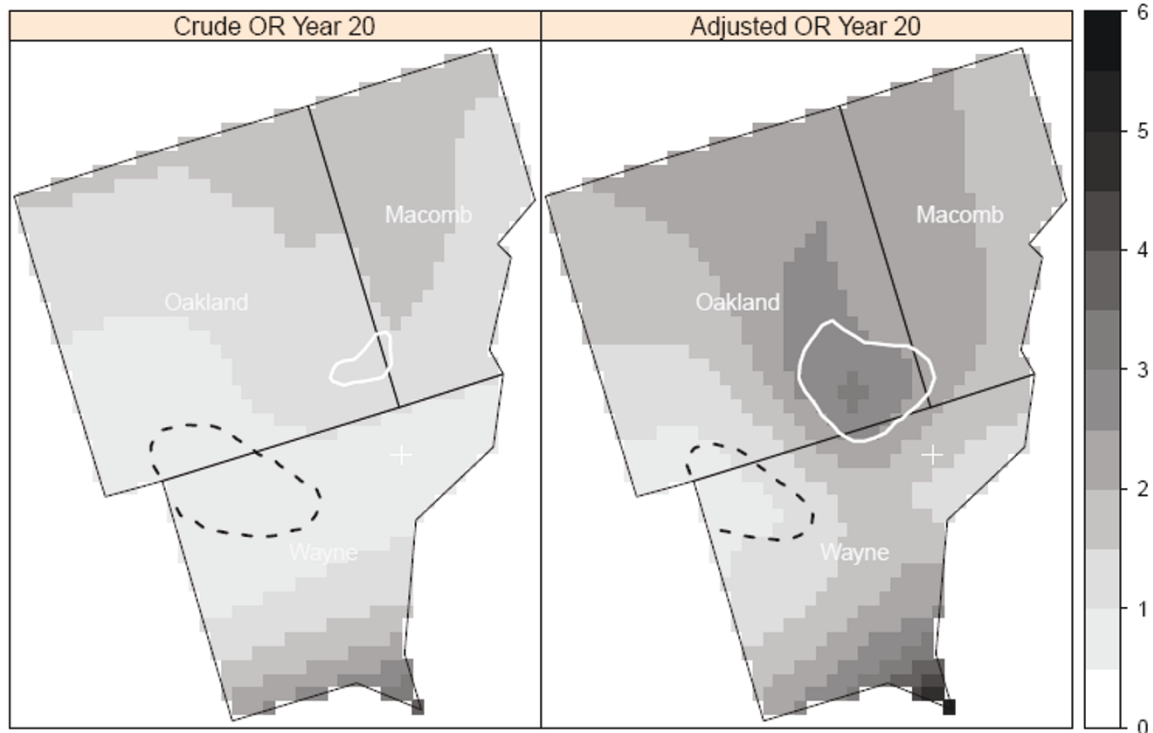 Crude OR Year 20
Adjusted OR Year 20
Macomb
Oakland
Wayne
Macomb
Oakland
Wayne
6
5
4
3
2
1
0